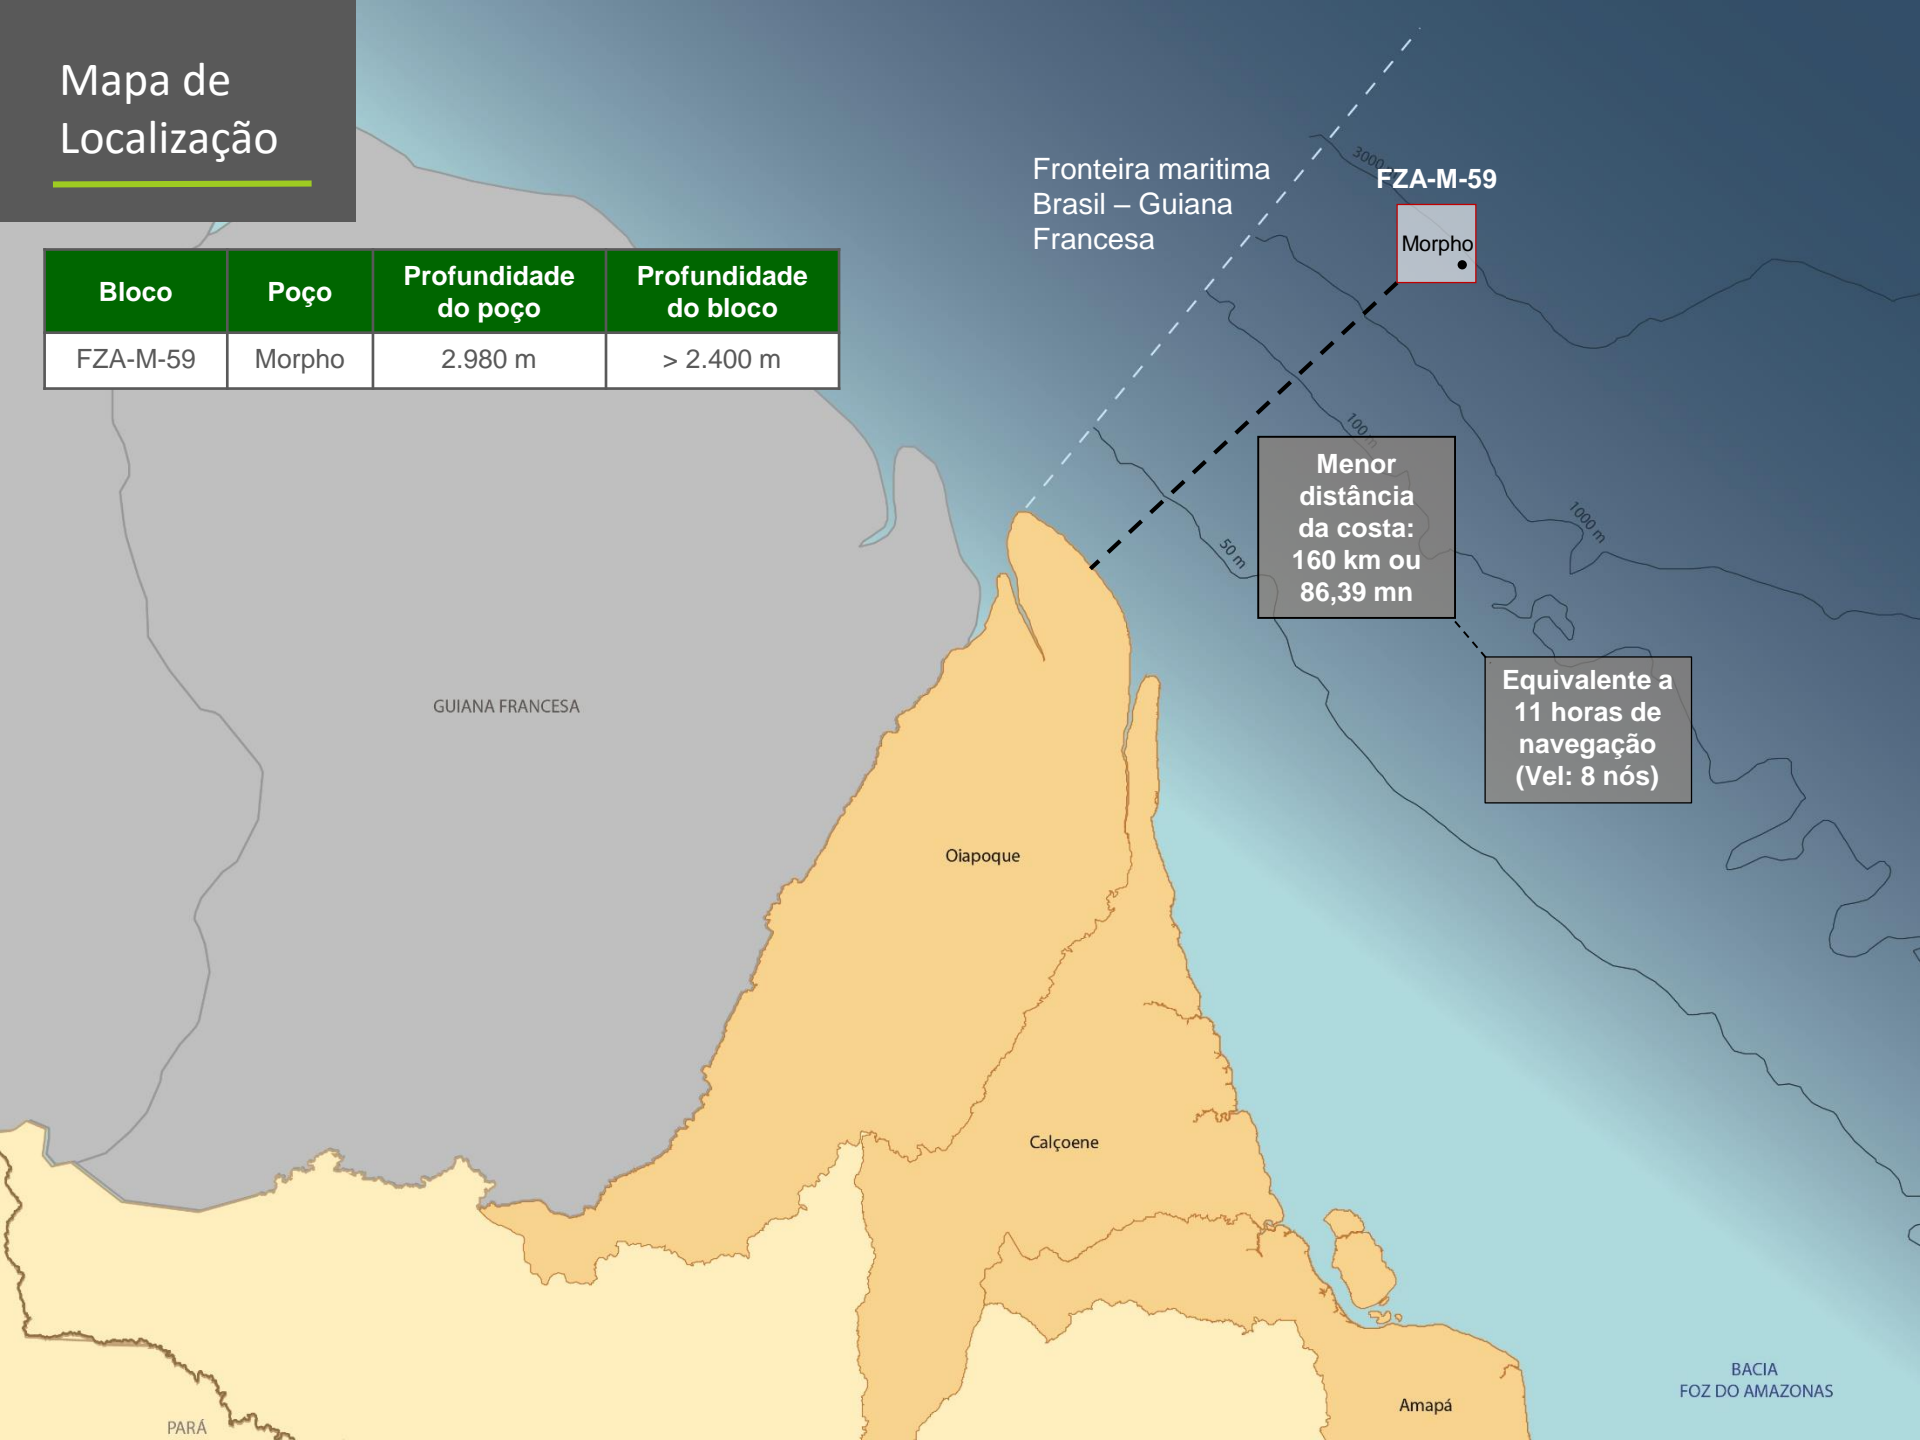 Mapa de
Localização
Fronteira maritima
Brasil – Guiana
Francesa
3000
FZA-M-59
Morpho
Bloco
Poço
Profundidade
do poço
Profundidade
do bloco
FZA-M-59
Morpho
2.980 m
> 2.400 m
100 m
Menor
distância
da costa:
160 km ou
86,39 mn
1000 m
50 m
Equivalente a
11 horas de
navegação
(Vel: 8 nós)
GUIANA FRANCESA
Oiapoque
Calçoene
BACIA
FOZ DO AMAZONAS
Amapá
PARÁ